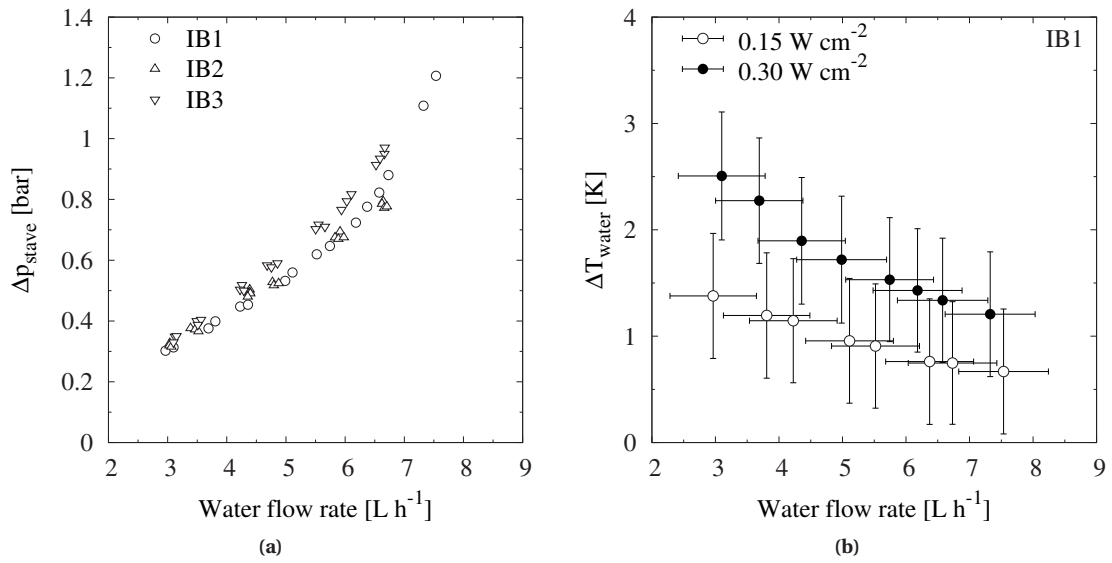 1.4
1.2
1
0.8
0.6
0.4
0.2
0
2 3 4 5 6 7 8 9
Δp_stave [bar]
Water flow rate [L h⁻¹]
IB1
IB2
IB3
(a)
4
3
2
1
0
2 3 4 5 6 7 8 9
ΔT_water [K]
Water flow rate [L h⁻¹]
0.15 W cm⁻²
0.30 W cm⁻²
IB1
(b)